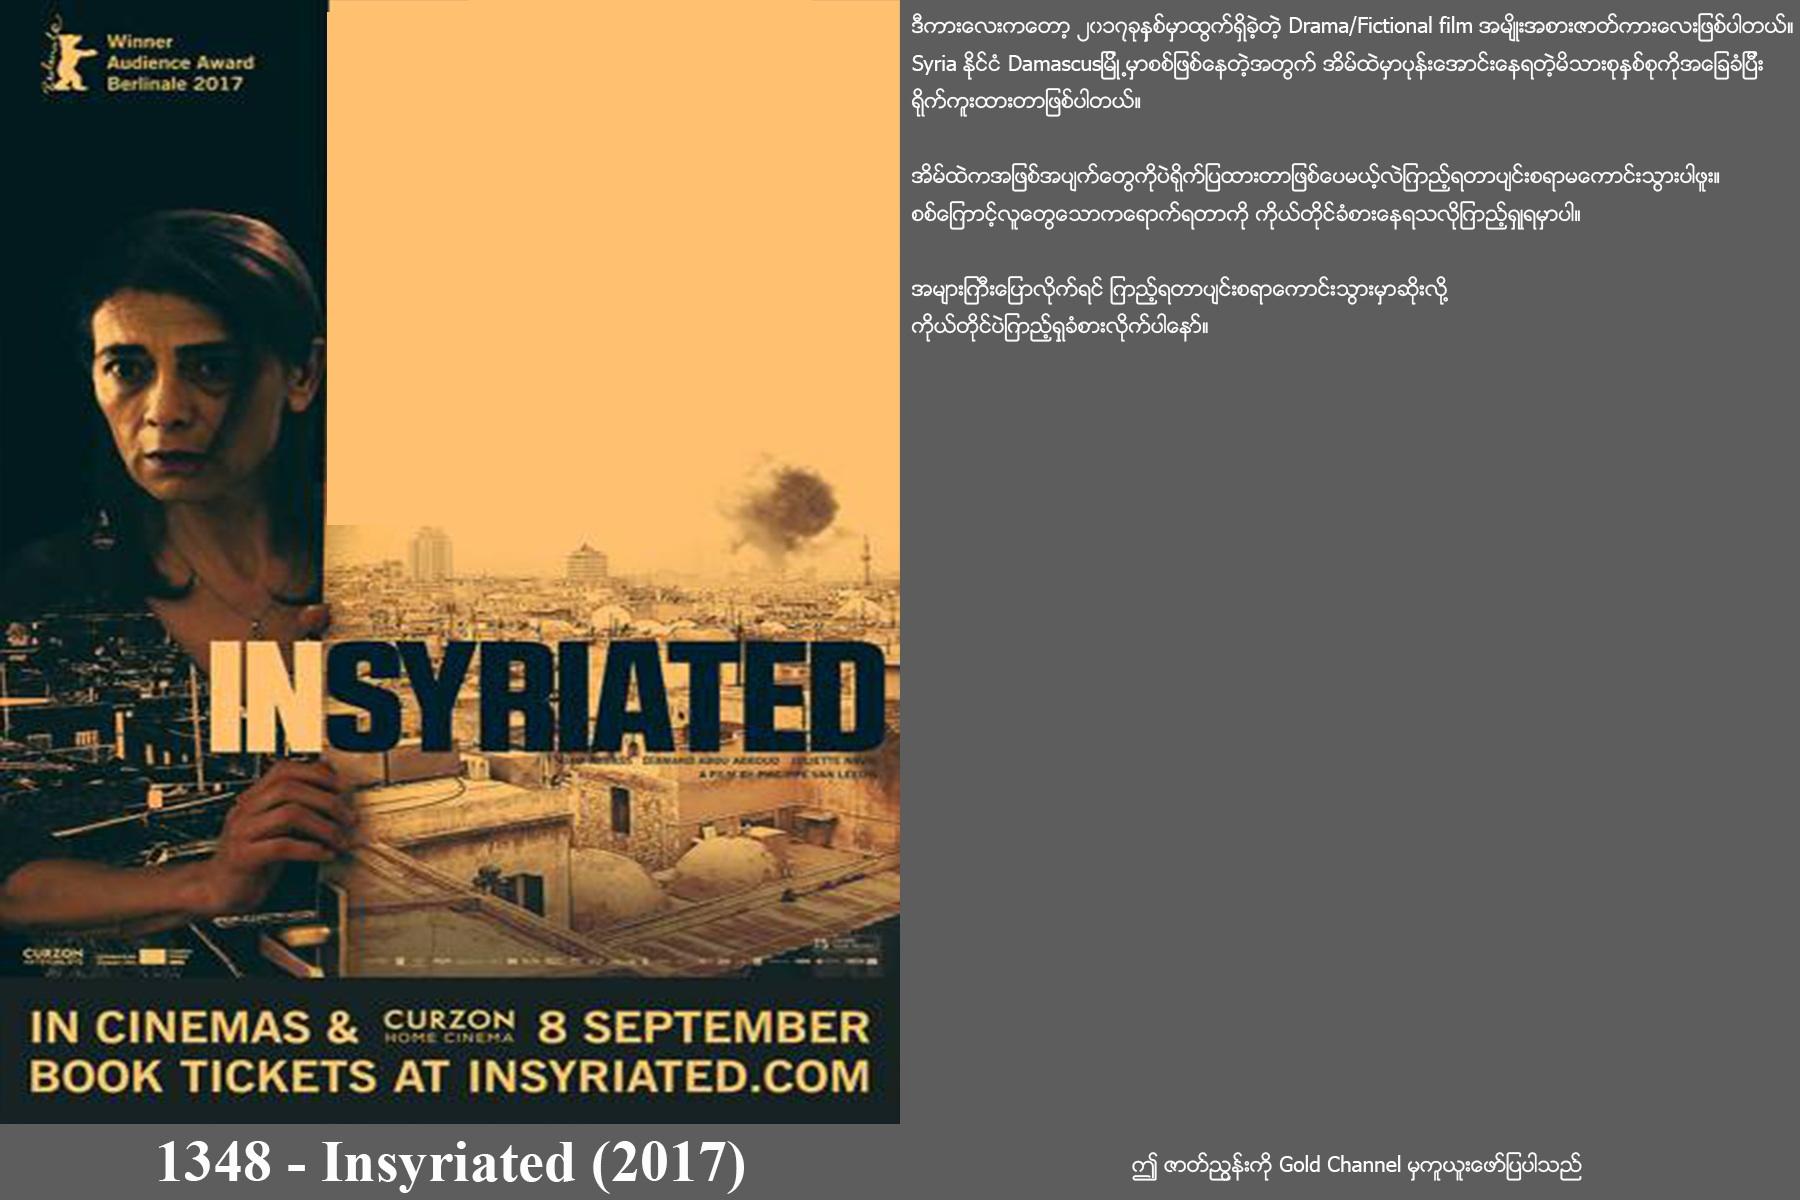 Winner
Audience Award
Berlinale 2017
ဒီကားလေးကတော့ ၂၀၁၇ခုနှစ်မှာထွက်ရှိခဲ့တဲ့ Drama/Fictional film အမျိုးအစားဇာတ်ကားလေးဖြစ်ပါတယ်။
Syria နိုင်ငံ Damascusမြို့မှာစစ်ဖြစ်နေတဲ့အတွက် အိမ်ထဲမှာပုန်းအောင်းနေရတဲ့မိသားစုနှစ်စုကိုအခြေခံပြီး
ရိုက်ကူးထားတာဖြစ်ပါတယ်။
အိမ်ထဲကအဖြစ်အပျက်တွေကိုပဲရိုက်ပြထားတာဖြစ်ပေမယ့်လဲကြာည့်ရတာပျင်းစရာမကောင်းသွားပါဖူး။
စစ်ကြောင့်လူတွေသောကရောက်ရတာကို ကိုယ်တိုင်ခံစားနေရသလိုကြာည့်ရှုရမှာပါ။
အများကြီးပြောလိုက်ရင် ကြာည့်ရတာပျင်းစရာကောင်းသွားမှာဆိုးလို့
ကိုယ်တိုင်ပဲကြာည့်ရှုခံစားလိုက်ပါနော်။
INSYRIATED
A FILM BY PHILIPPE VAN LEEUW
CURZON
IN CINEMAS & CURZON HOME CINEMA 8 SEPTEMBER
BOOK TICKETS AT INSYRIATED.COM
1348 - Insyriated (2017)
ဤ ဇာတ်ညွှန်းကို Gold Channel မှကူယူးဖော်ပြပါသည်